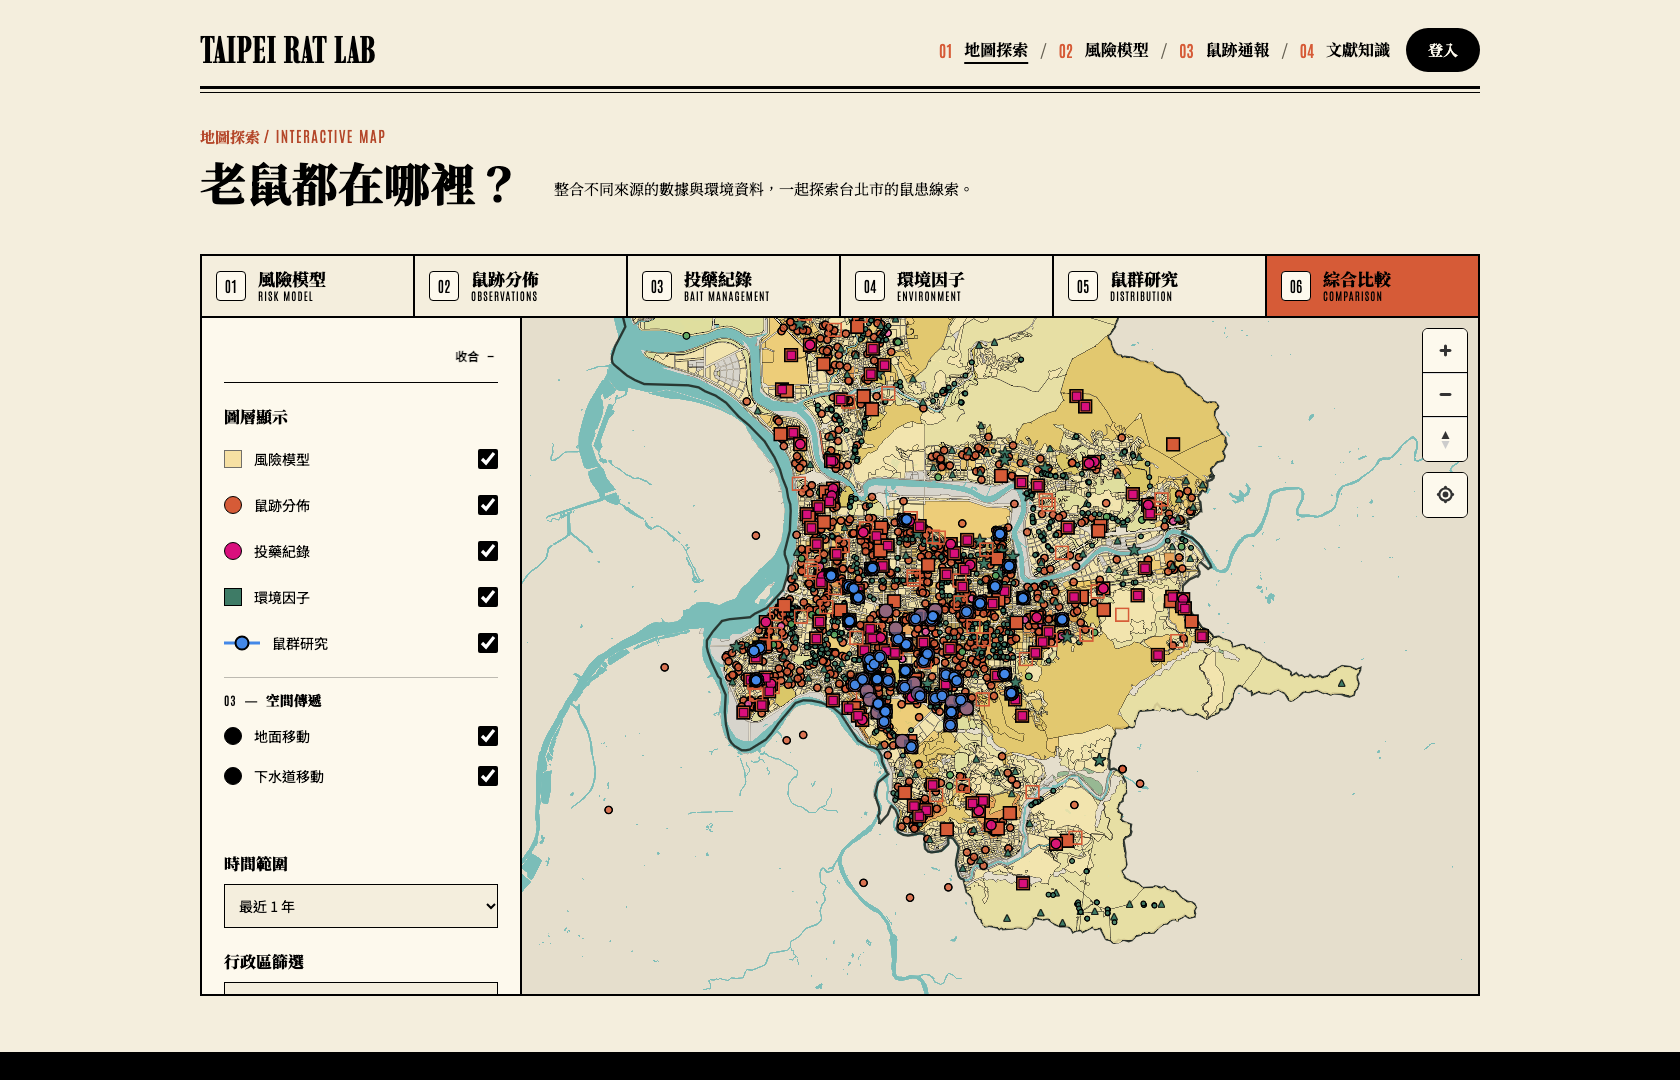 TAIPEI RAT LAB
01 地圖探索 / 02 風險模型 / 03 鼠跡通報 / 04 文獻知識 登入
地圖探索 / INTERACTIVE MAP
老鼠都在哪裡？
整合不同來源的數據與環境資料，一起探索台北市的鼠患線索。
01 風險模型 RISK MODEL
02 鼠跡分佈 OBSERVATIONS
03 投藥紀錄 BAIT MANAGEMENT
04 環境因子 ENVIRONMENT
05 鼠群研究 DISTRIBUTION
06 綜合比較 COMPARISON
收合 −
圖層顯示
風險模型
鼠跡分佈
投藥紀錄
環境因子
鼠群研究
03 — 空間傳遞
地面移動
下水道移動
時間範圍
最近 1 年
行政區篩選